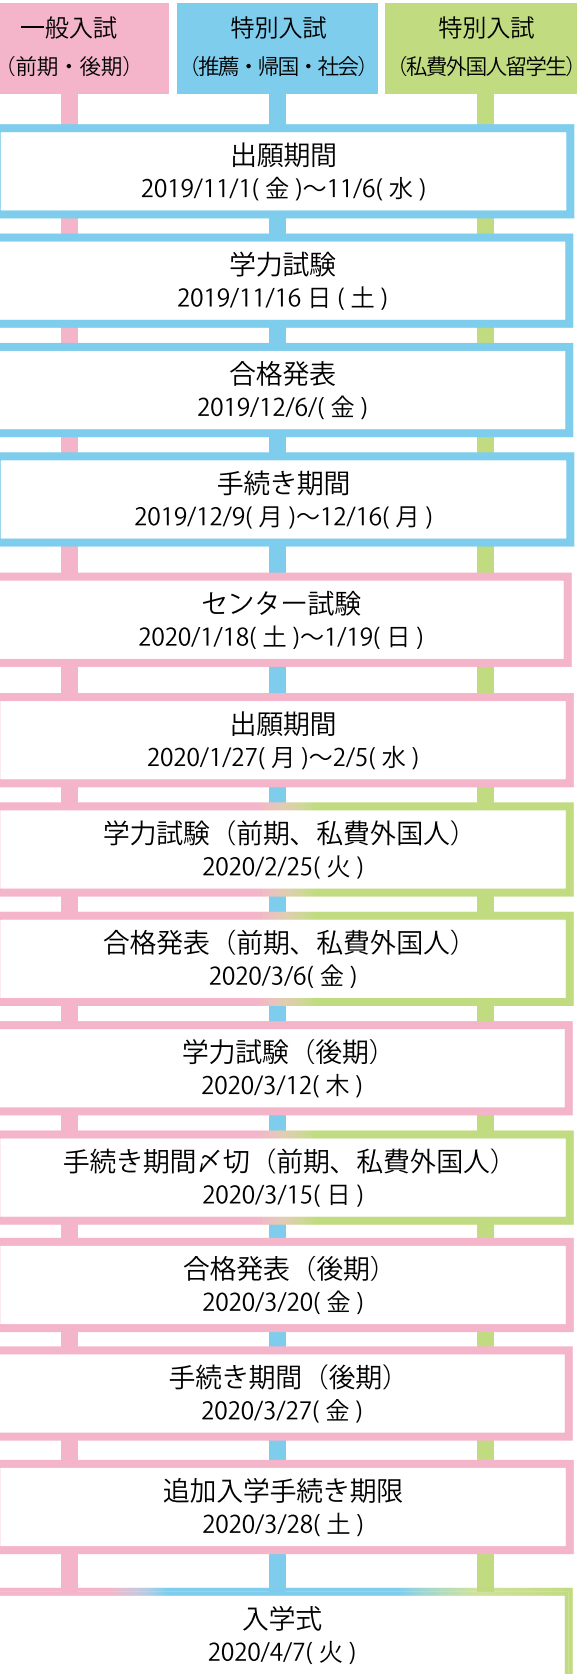 一般入試
（前期・後期）
特別入試
（推薦・帰国・社会）
特別入試
（私費外国人留学生）
出願期間
2019/11/1( 金 )～11/6( 水 )
学力試験
2019/11/16 日 ( 土 )
合格発表
2019/12/6/( 金 )
手続き期間
2019/12/9( 月 )～12/16( 月 )
センター試験
2020/1/18( 土 )～1/19( 日 )
出願期間
2020/1/27( 月 )～2/5( 水 )
学力試験（前期、私費外国人）
2020/2/25( 火 )
合格発表（前期、私費外国人）
2020/3/6( 金 )
学力試験（後期）
2020/3/12( 木 )
手続き期間〆切（前期、私費外国人）
2020/3/15( 日 )
合格発表（後期）
2020/3/20( 金 )
手続き期間（後期）
2020/3/27( 金 )
追加入学手続き期限
2020/3/28( 土 )
入学式
2020/4/7( 火 )